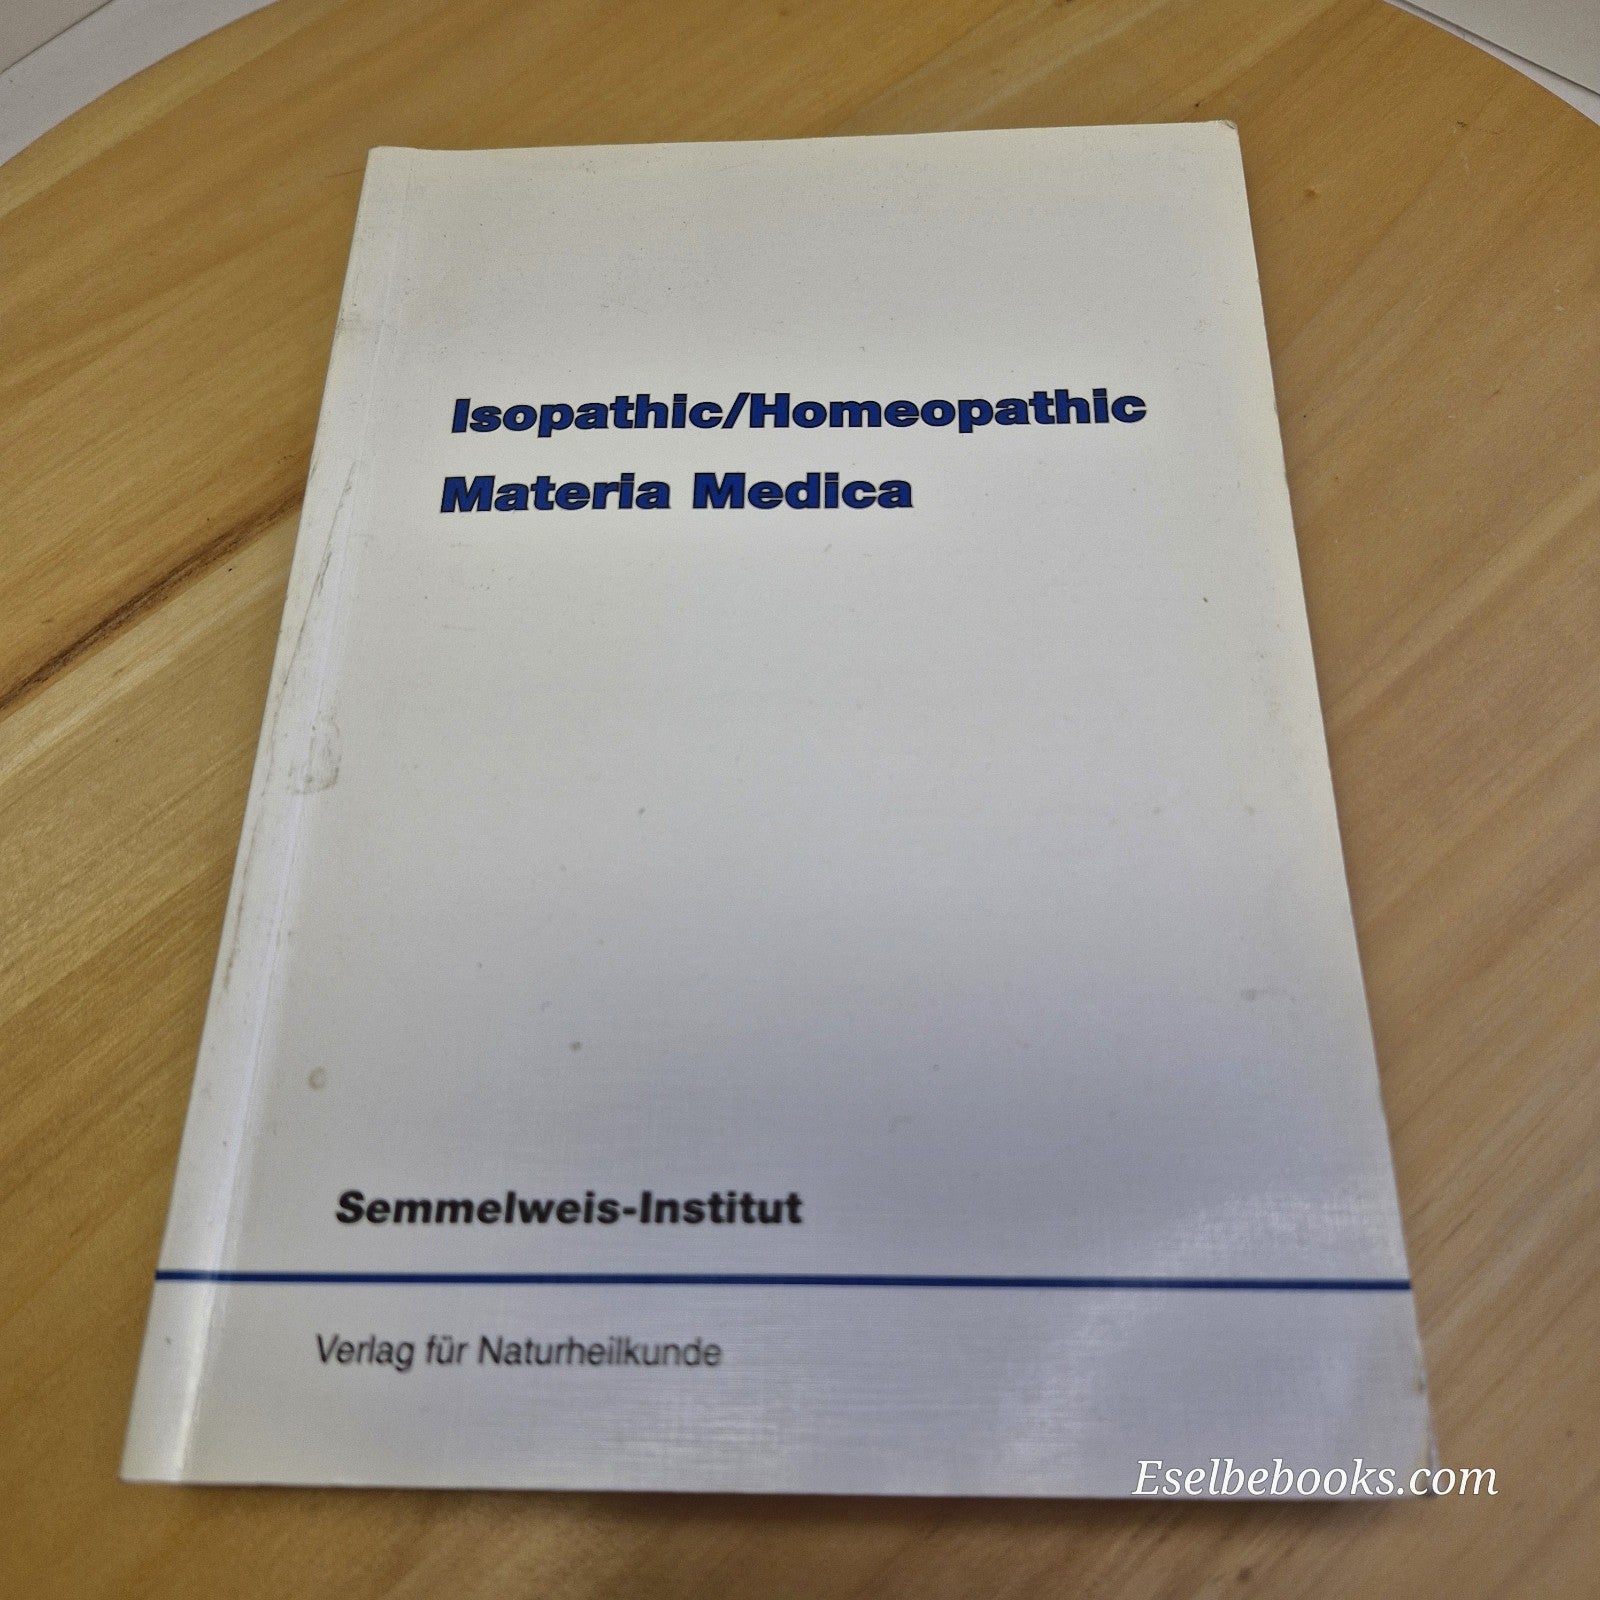 Isopathic/Homeopathic
Materia Medica
Semmelweis-Institut
Verlag für Naturheilkunde
Eselbebooks.com